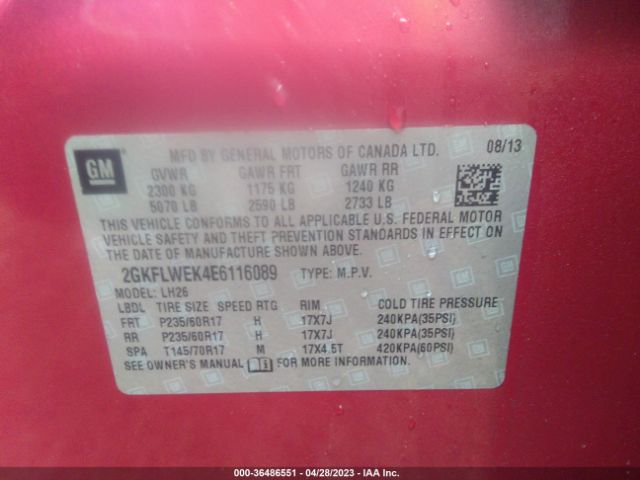 GM
MFD BY GENERAL MOTORS OF CANADA LTD. 08/13
GVWR GAWR FRT GAWR RR
2300 KG 1175 KG 1240 KG
5070 LB 2590 LB 2733 LB
THIS VEHICLE CONFORMS TO ALL APPLICABLE U.S. FEDERAL MOTOR
VEHICLE SAFETY AND THEFT PREVENTION STANDARDS IN EFFECT ON
THE DATE OF MANUFACTURE SHOWN ABOVE.
2GKFLWEK4E6116089 TYPE: M.P.V.
MODEL: LH26
LBDL TIRE SIZE SPEED RTG RIM COLD TIRE PRESSURE
FRT P235/60R17 H 17X7J 240KPA(35PSI)
RR P235/60R17 H 17X7J 240KPA(35PSI)
SPA T145/70R17 M 17X4.5T 420KPA(60PSI)
SEE OWNER'S MANUAL FOR MORE INFORMATION.
000-36486551 - 04/28/2023 - IAA Inc.